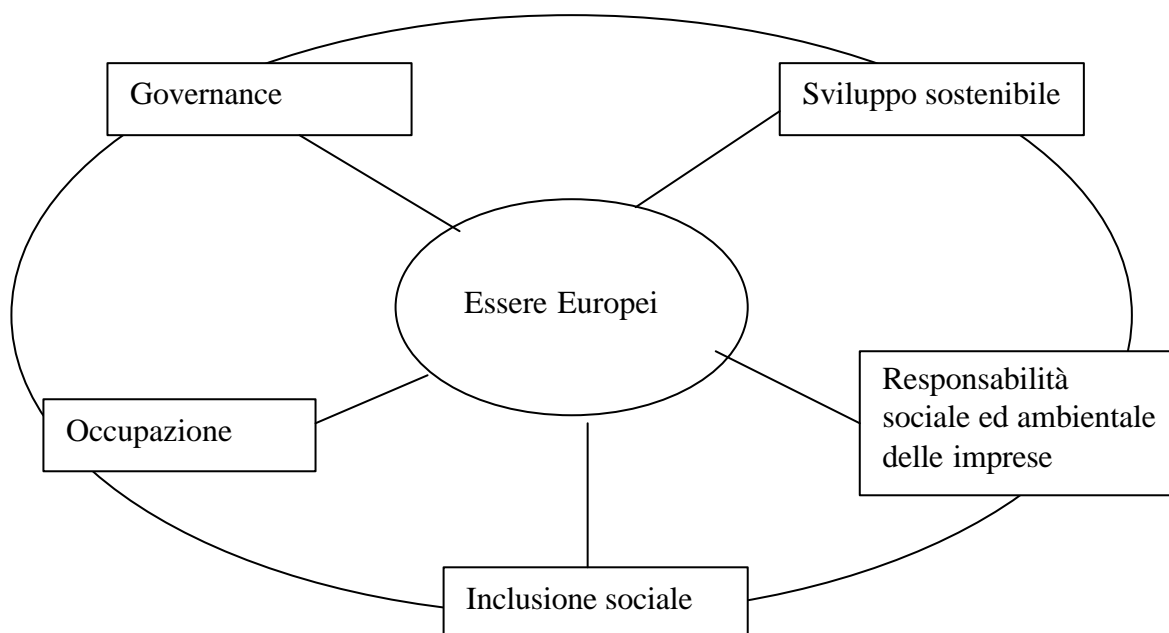 Governance
Sviluppo sostenibile
Essere Europei
Responsabilità
sociale ed ambientale
delle imprese
Occupazione
Inclusione sociale